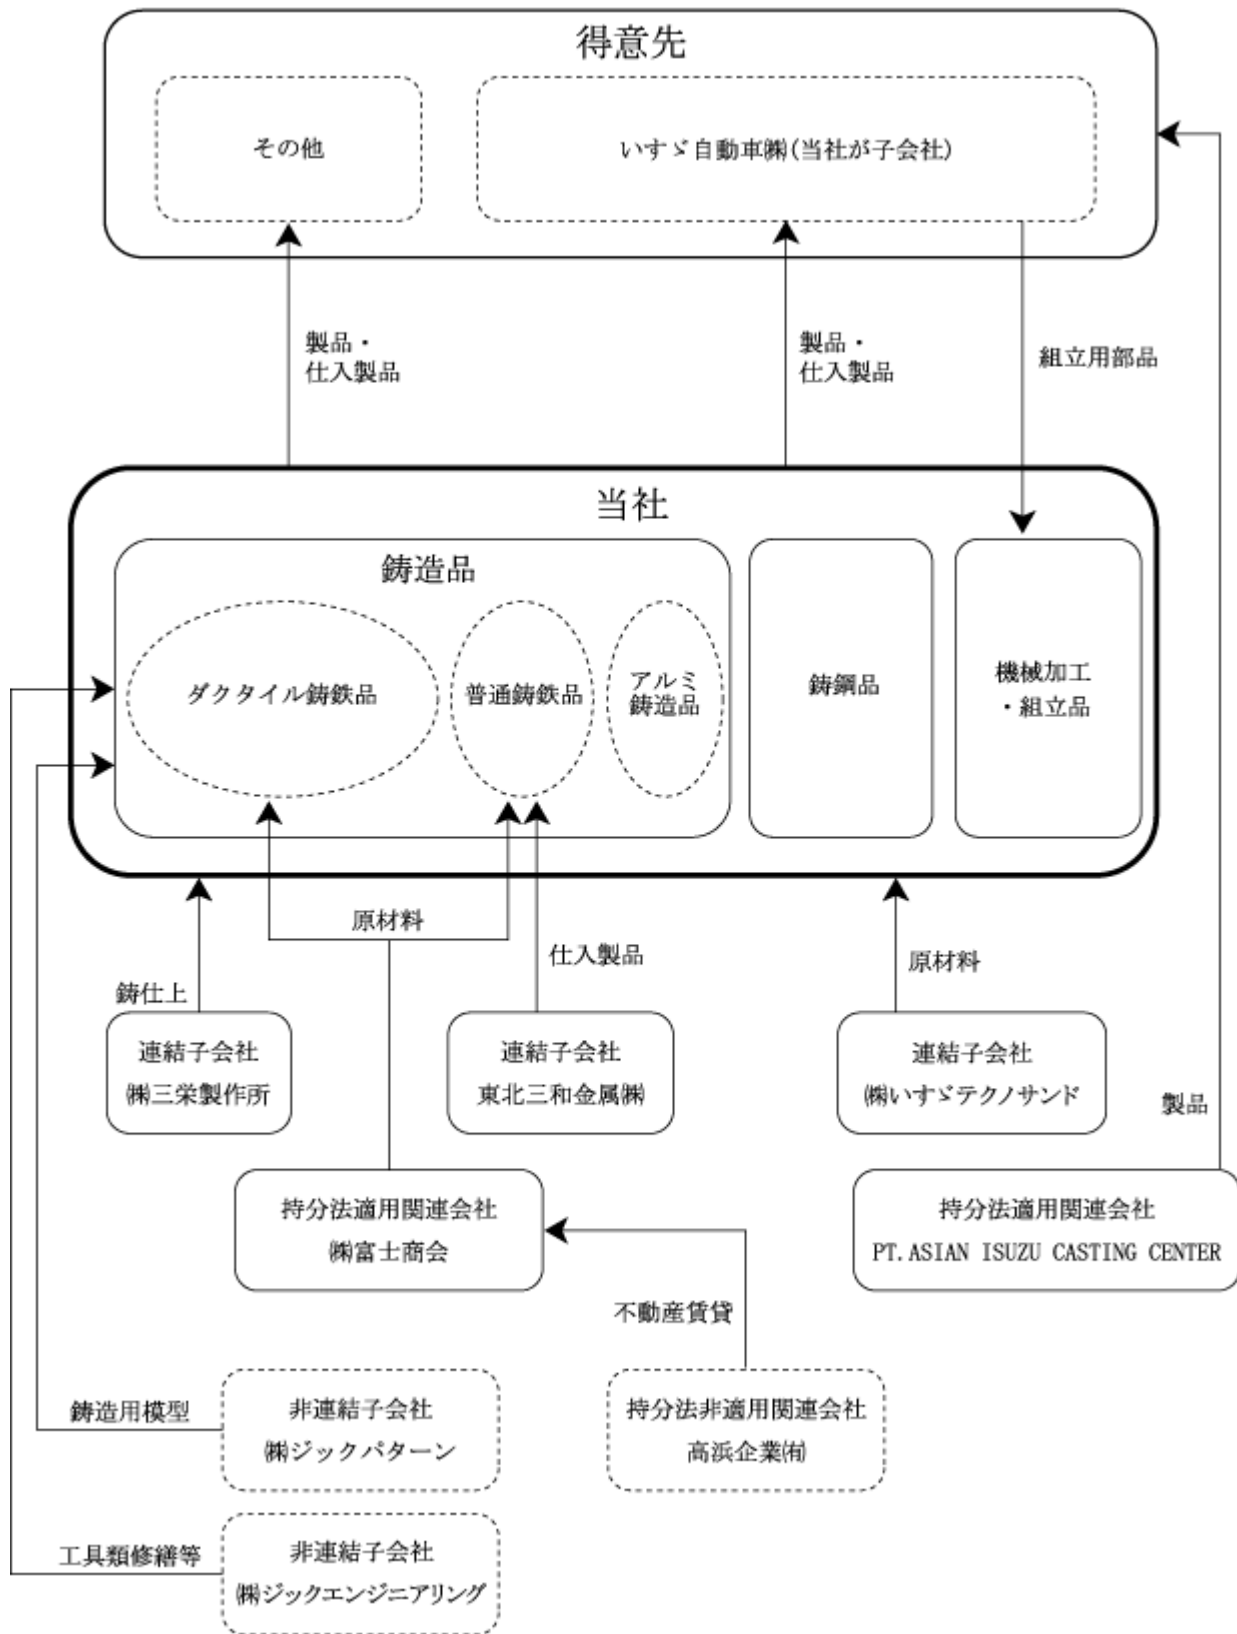 得意先
その他
いすゞ自動車㈱(当社が子会社)
製品・
仕入製品
製品・
仕入製品
組立用部品
当社
鋳造品
ダクタイル鋳鉄品
普通鋳鉄品
アルミ
鋳造品
鋳鋼品
機械加工
・組立品
原材料
仕入製品
原材料
鋳仕上
連結子会社
㈱三栄製作所
連結子会社
東北三和金属㈱
連結子会社
㈱いすゞテクノサンド
製品
持分法適用関連会社
㈱富士商会
持分法適用関連会社
PT.ASIAN ISUZU CASTING CENTER
不動産賃貸
鋳造用模型
非連結子会社
㈱ジックパターン
持分法非適用関連会社
高浜企業㈲
工具類修繕等
非連結子会社
㈱ジックエンジニアリング